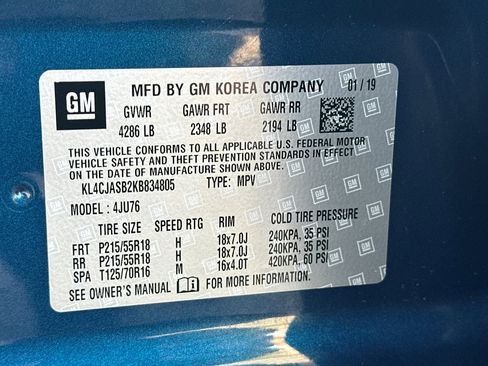 GM
MFD BY GM KOREA COMPANY 01/19
GVWR GAWR FRT GAWR RR
4286 LB 2348 LB 2194 LB
THIS VEHICLE CONFORMS TO ALL APPLICABLE U.S. FEDERAL MOTOR
VEHICLE SAFETY AND THEFT PREVENTION STANDARDS IN EFFECT
ON THE DATE OF MANUFACTURE SHOWN ABOVE.
KL4CJASB2KB834805 TYPE: MPV
MODEL: 4JU76
TIRE SIZE SPEED RTG RIM COLD TIRE PRESSURE
FRT P215/55R18 H 18x7.0J 240KPA, 35 PSI
RR P215/55R18 H 18x7.0J 240KPA, 35 PSI
SPA T125/70R16 M 16x4.0T 420KPA, 60 PSI
SEE OWNER'S MANUAL FOR MORE INFORMATION.